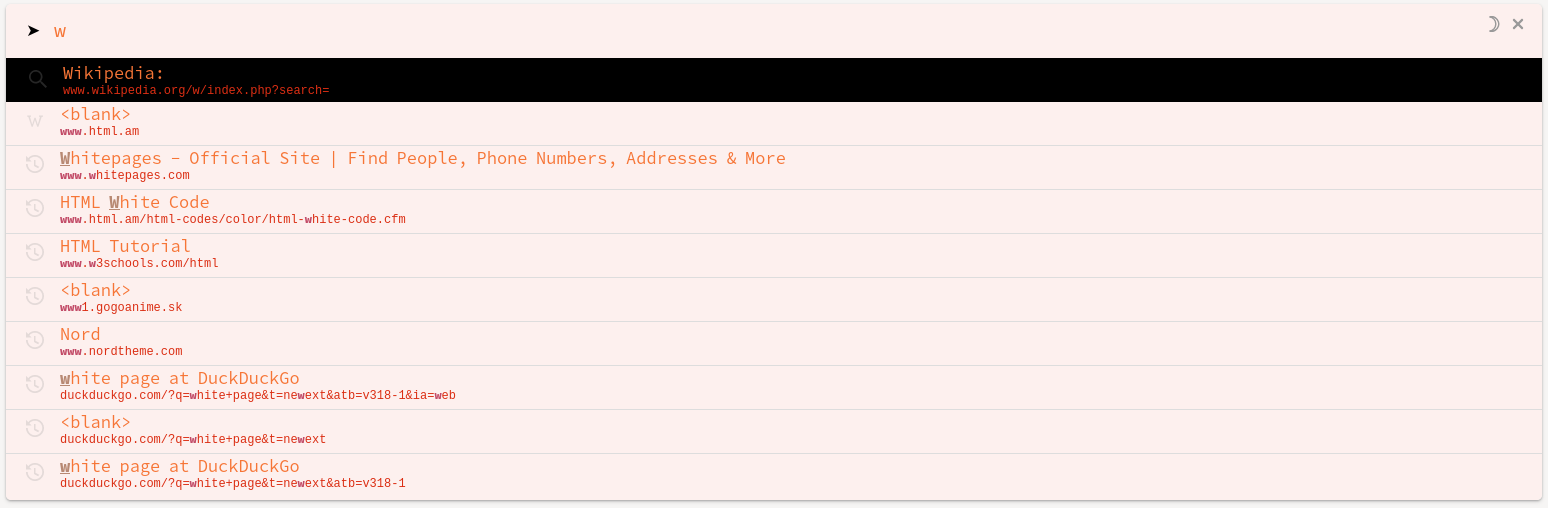 w
Wikipedia:
www.wikipedia.org/w/index.php?search=
<blank>
www.html.am
Whitepages - Official Site | Find People, Phone Numbers, Addresses & More
www.whitepages.com
HTML White Code
www.html.am/html-codes/color/html-white-code.cfm
HTML Tutorial
www.w3schools.com/html
<blank>
www1.gogoanime.sk
Nord
www.nordtheme.com
white page at DuckDuckGo
duckduckgo.com/?q=white+page&t=newext&atb=v318-1&ia=web
<blank>
duckduckgo.com/?q=white+page&t=newext
white page at DuckDuckGo
duckduckgo.com/?q=white+page&t=newext&atb=v318-1